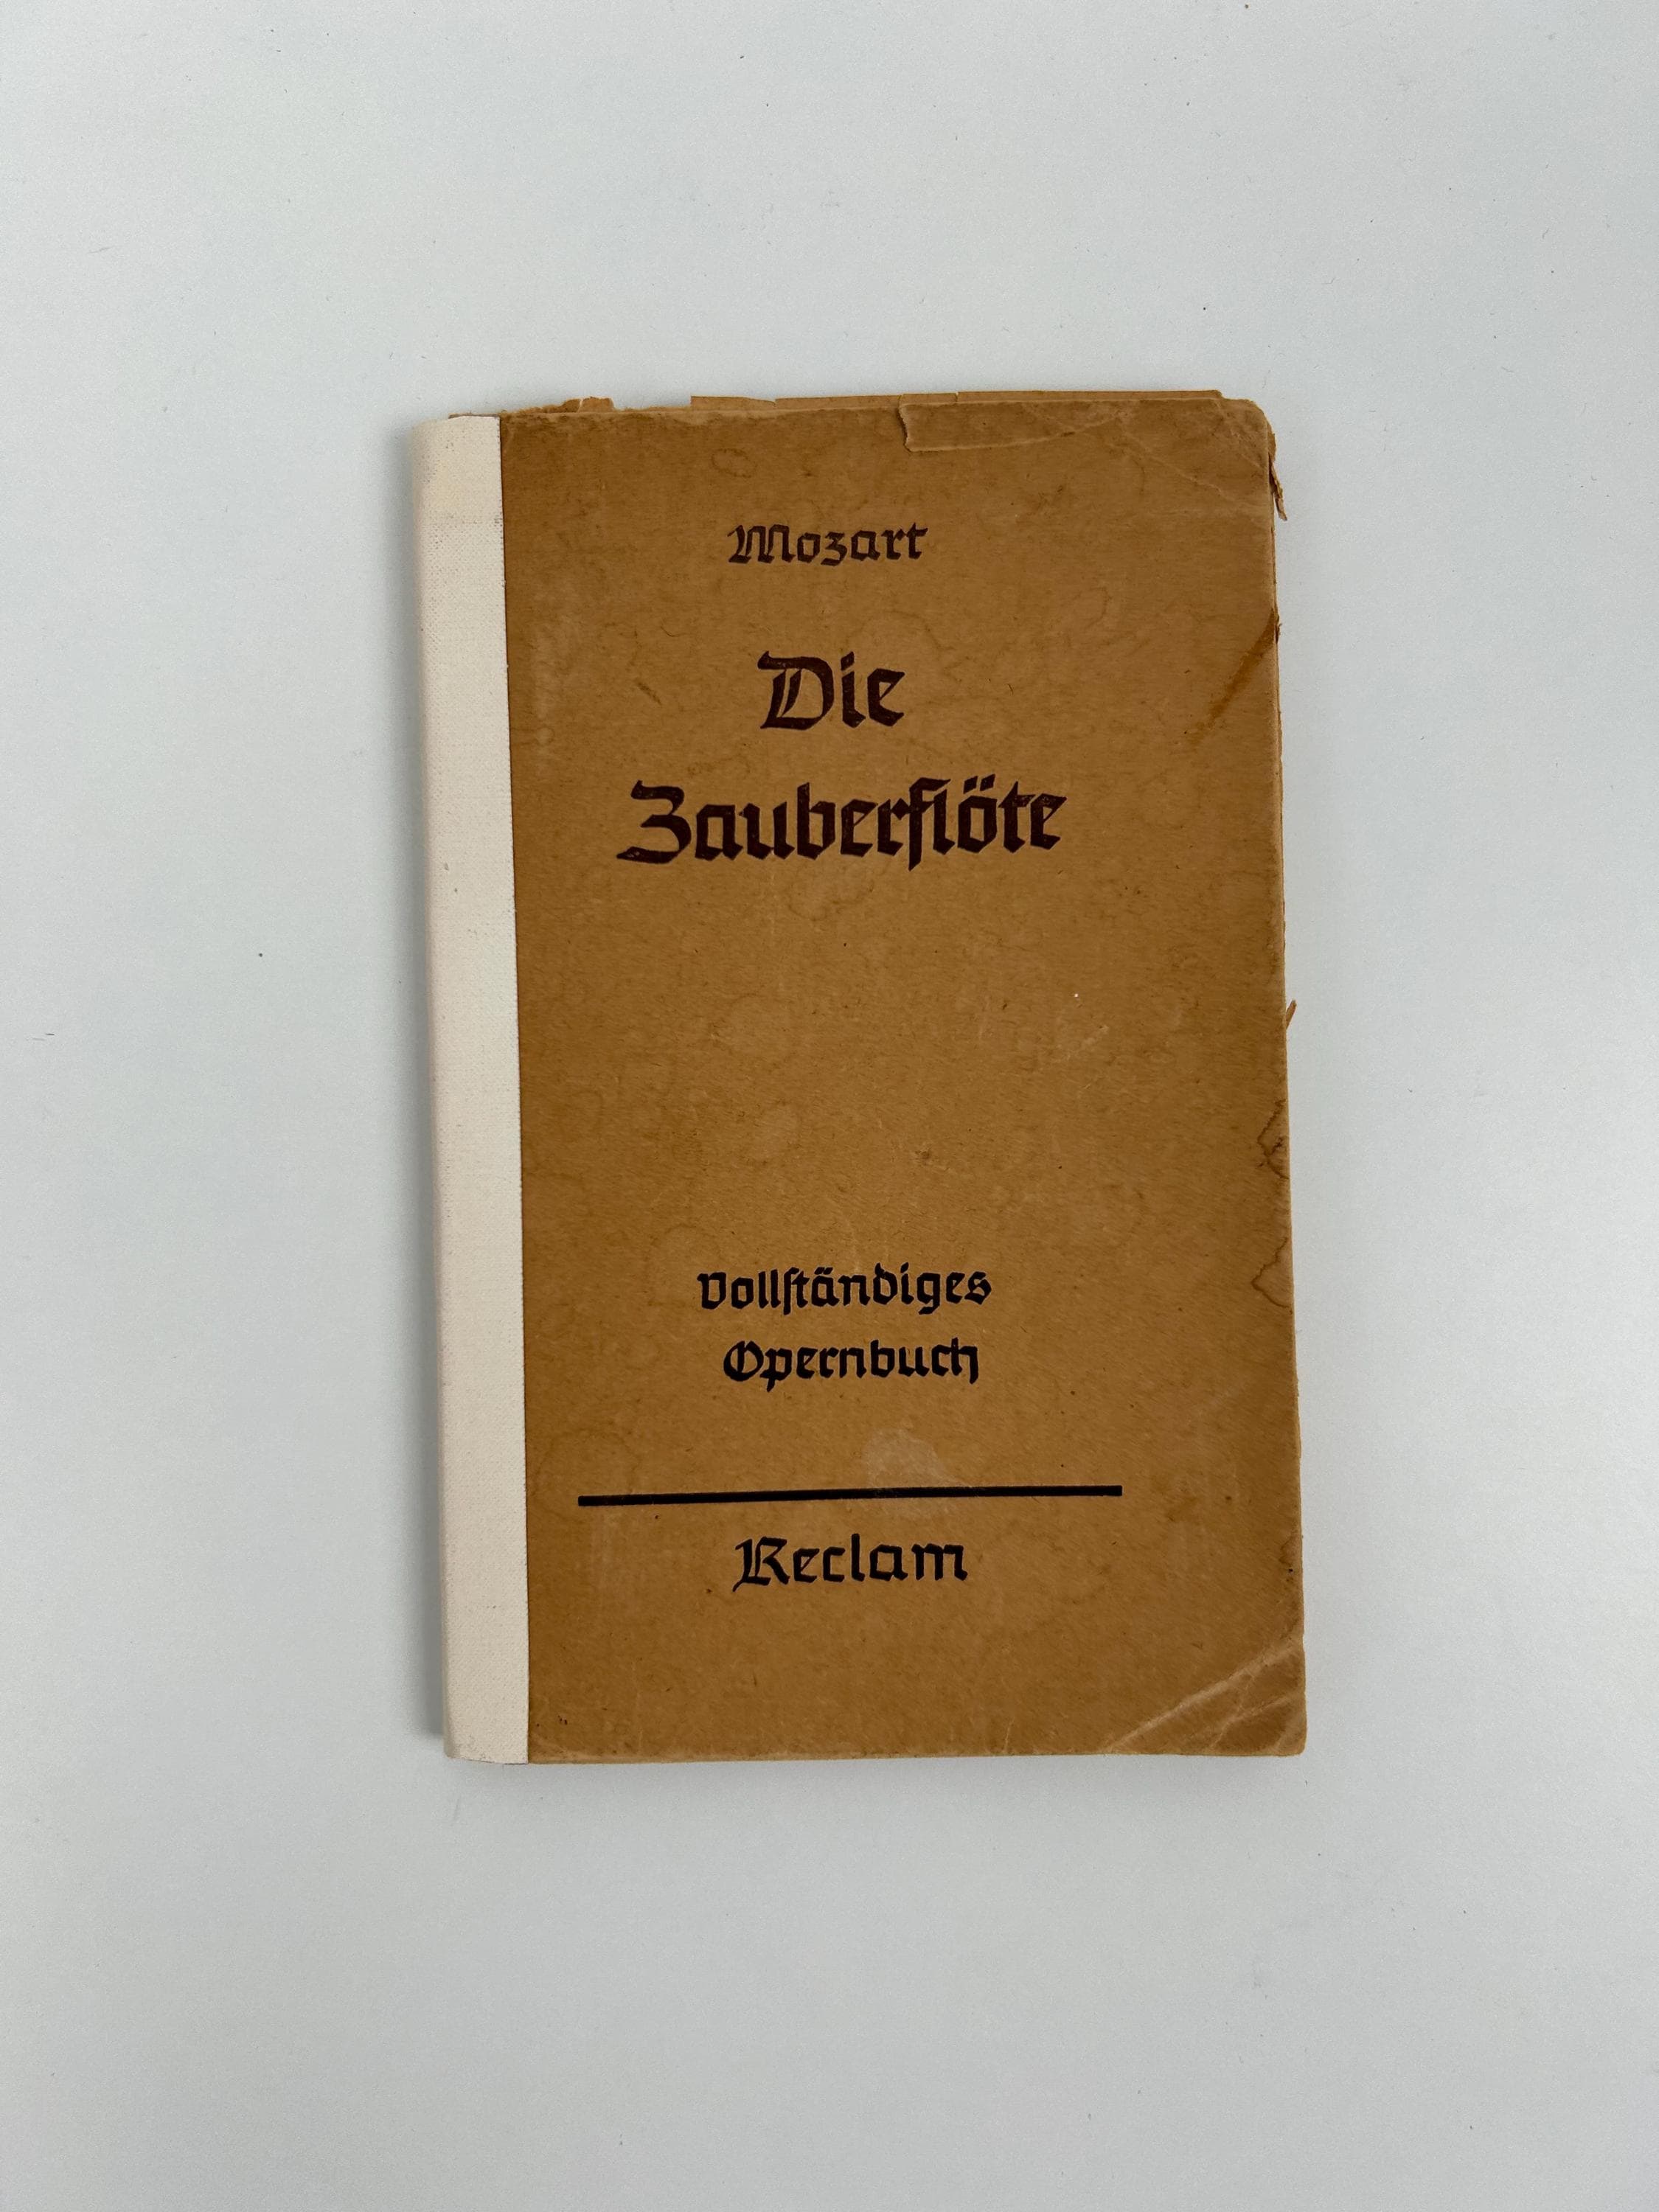 Mozart
Die
Zauberflöte
Vollſtändiges
Opernbuch
Reclam